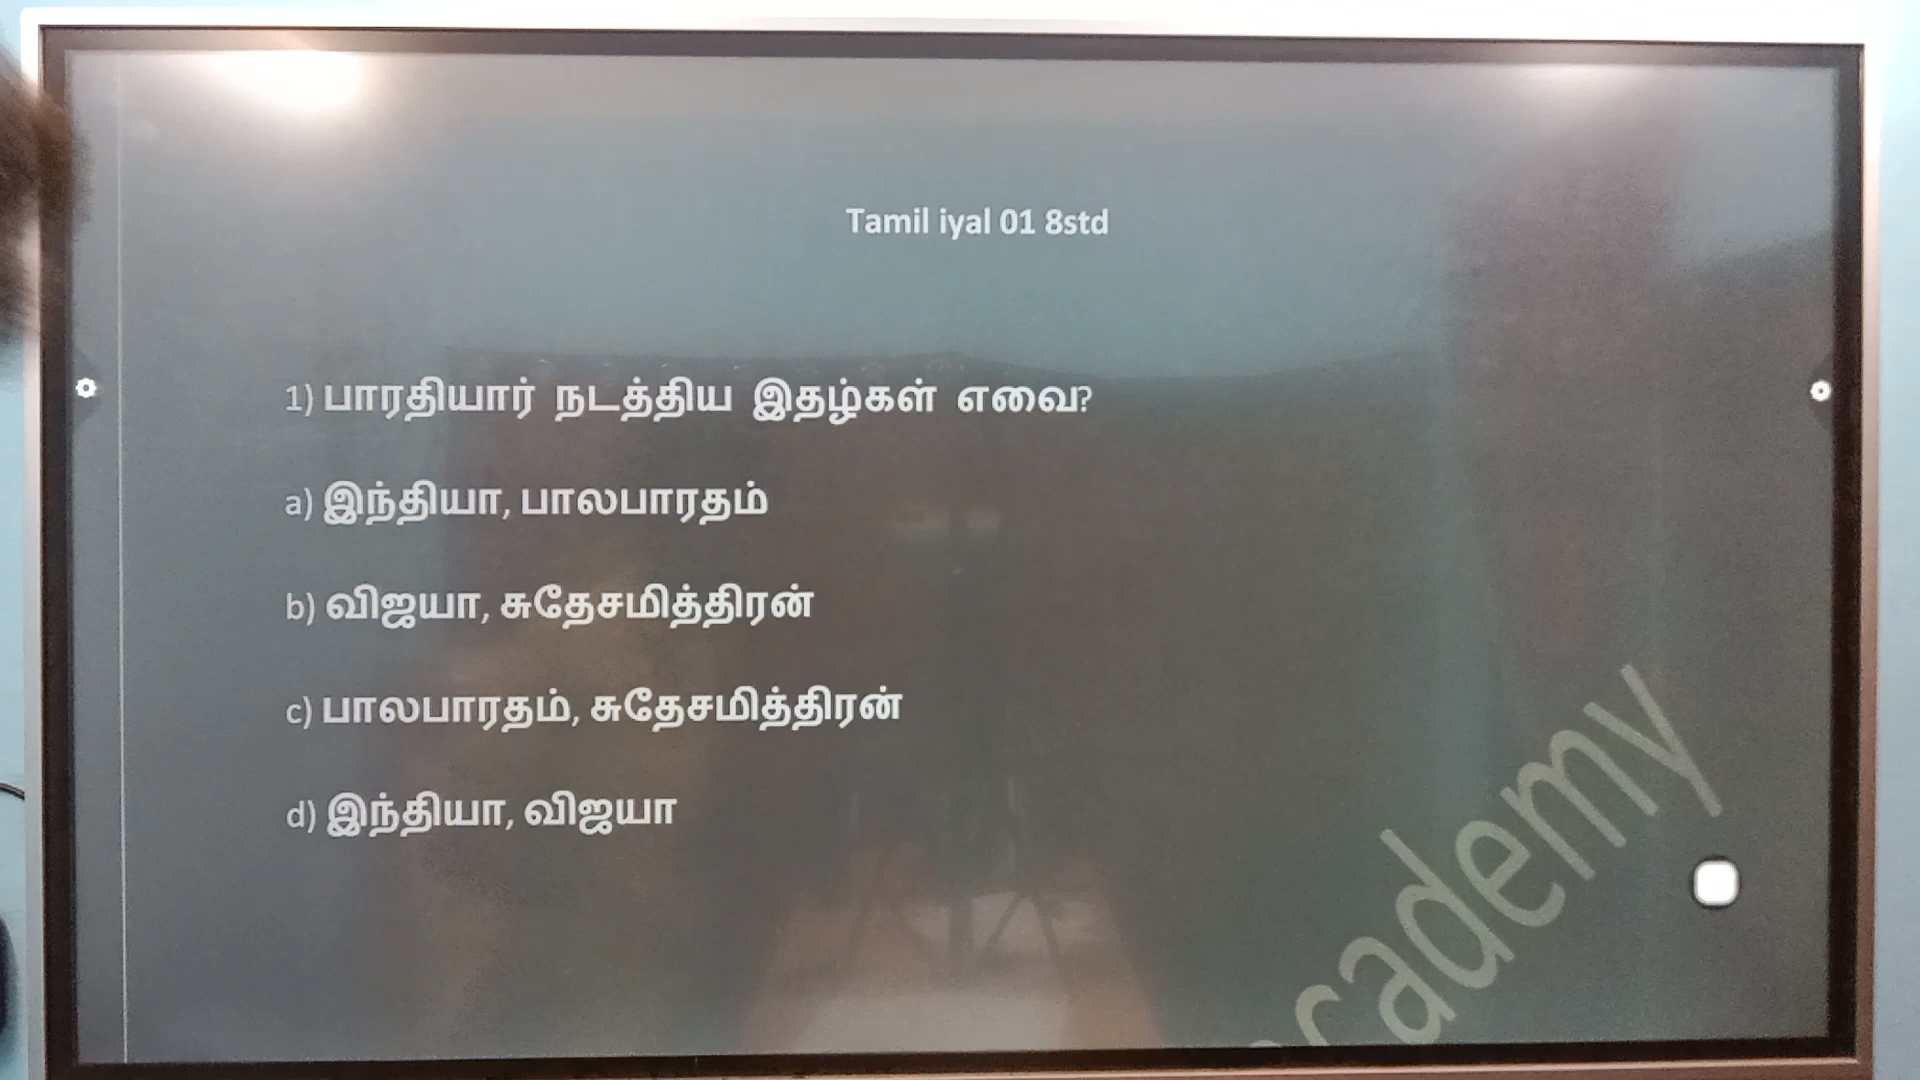 Tamil iyal 01 8std
1) பாரதியார் நடத்திய இதழ்கள் எவை?
a) இந்தியா, பாலபாரதம்
b) விஜயா, சுதேசமித்திரன்
c) பாலபாரதம், சுதேசமித்திரன்
d) இந்தியா, விஜயா
cademy